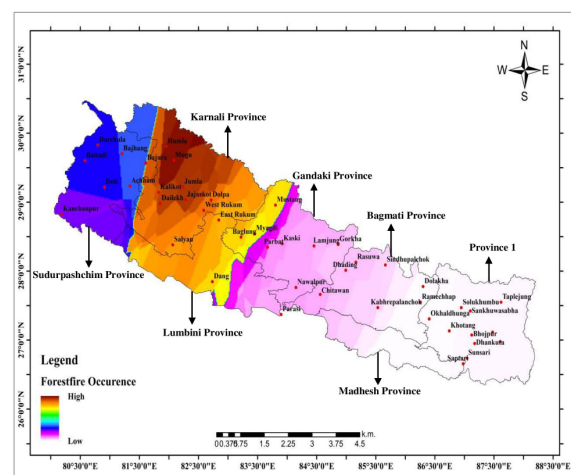 N
W E
S
31°0'0"N
30°0'0"N
29°0'0"N
28°0'0"N
27°0'0"N
26°0'0"N
Karnali Province
Gandaki Province
Bagmati Province
Province 1
Sudurpashchim Province
Lumbini Province
Madhesh Province
Darchula
Bajhang
Baitadi
Bajura
Humla
Mugu
Doti
Achham
Kalikot
Jumla
Dailekh
Jajarkot
Dolpa
West Rukum
East Rukum
Kanchanpur
Salyan
Dang
Mustang
Baglung
Myagdi
Parbat
Kaski
Lamjung
Gorkha
Rasuwa
Dhading
Sindhupalchok
Nawalpur
Chitawan
Parasi
Kabhrepalanchok
Dolakha
Ramechhap
Okhaldhunga
Solukhumbu
Taplejung
Sankhuwasabha
Khotang
Bhojpur
Dhankuta
Sunsari
Saptari
Legend
Forestfire Occurence
High
Low
k.m.
00.3750.75 1.5 2.25 3 3.75 4.5
80°30'0"E 81°30'0"E 82°30'0"E 83°30'0"E 84°30'0"E 85°30'0"E 86°30'0"E 87°30'0"E 88°30'0"E